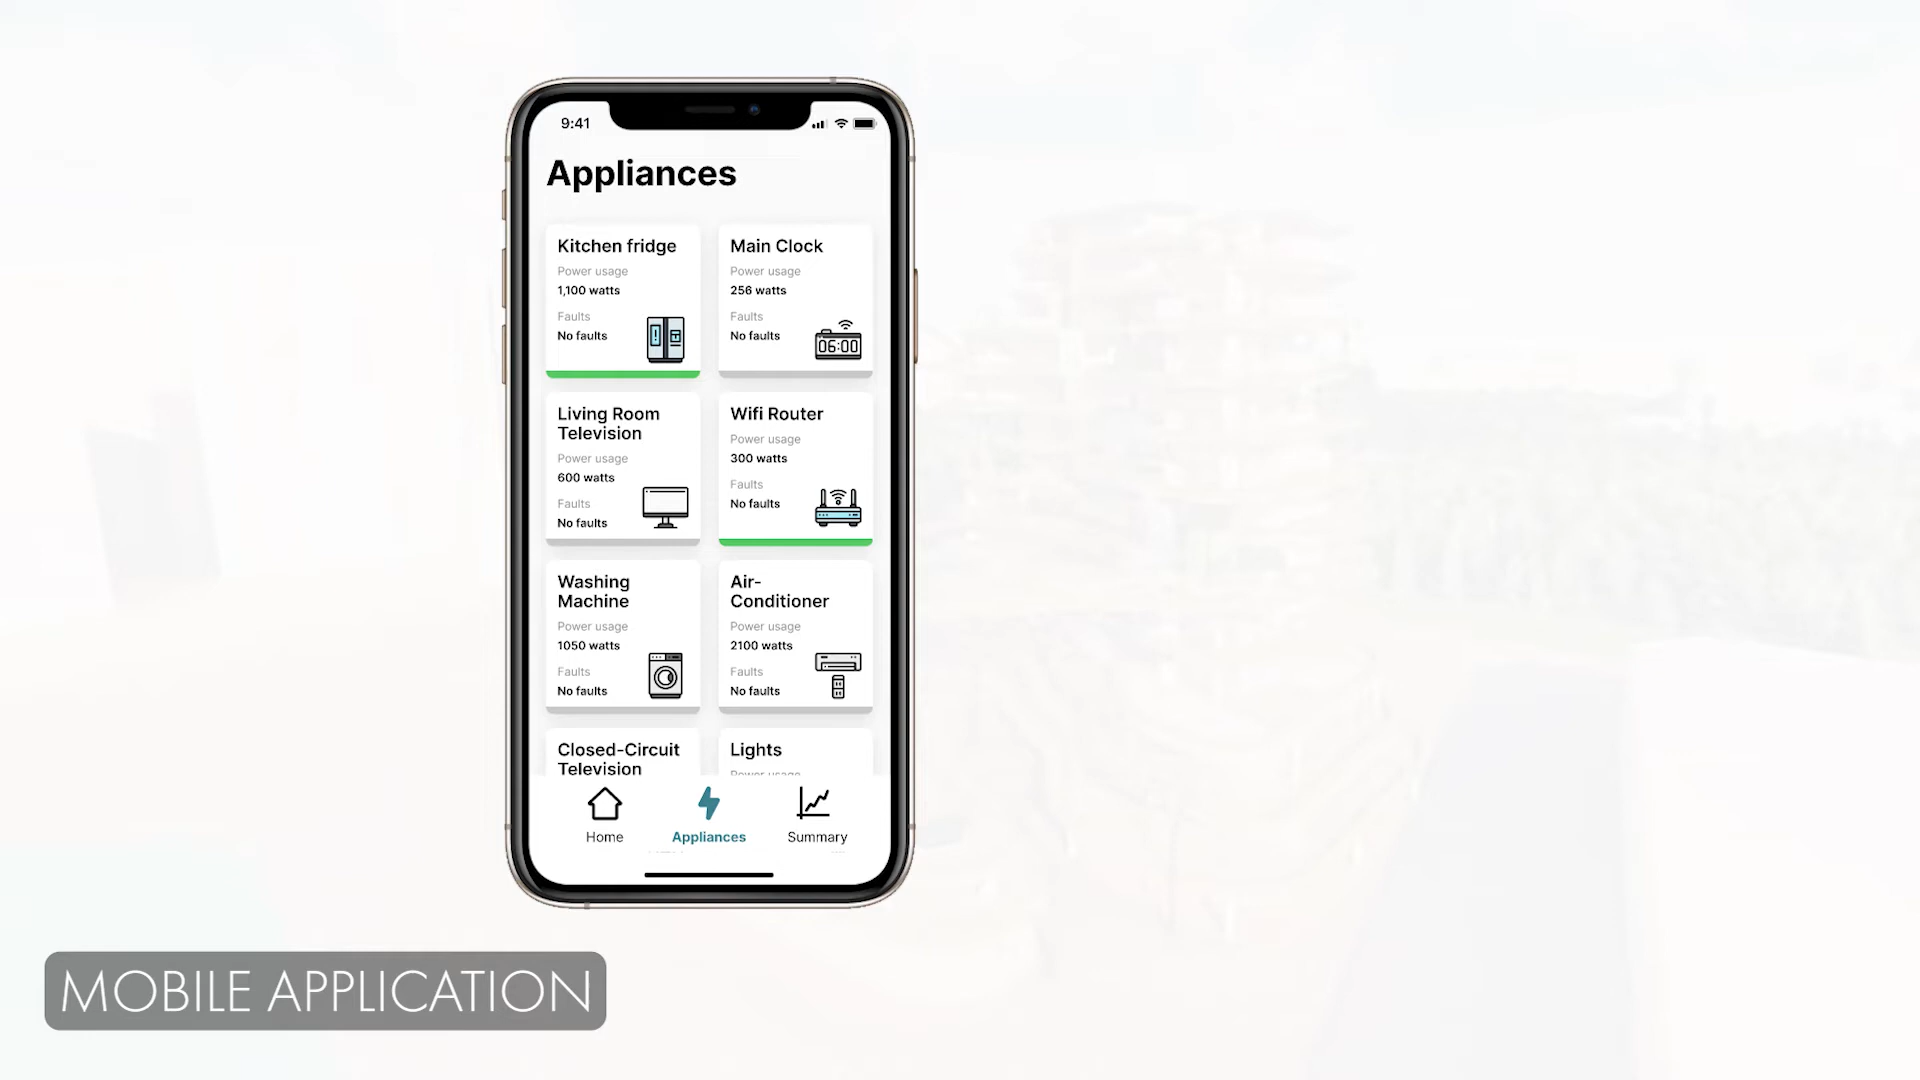 9:41
Appliances
Kitchen fridge
Power usage
1,100 watts
Faults
No faults
Main Clock
Power usage
256 watts
Faults
No faults
06:00
Living Room
Television
Power usage
600 watts
Faults
No faults
Wifi Router
Power usage
300 watts
Faults
No faults
Washing
Machine
Power usage
1050 watts
Faults
No faults
Air-
Conditioner
Power usage
2100 watts
Faults
No faults
Closed-Circuit
Television
Lights
Power usage
Home
Appliances
Summary
MOBILE APPLICATION